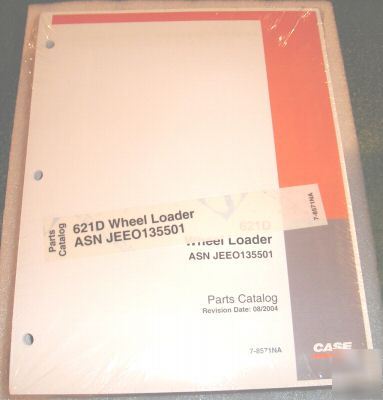 Parts
Catalog
621D Wheel Loader
ASN JEEO135501
7-8571NA
621D
Wheel Loader
ASN JEEO135501
Parts Catalog
Revision Date: 08/2004
7-8571NA
CASE